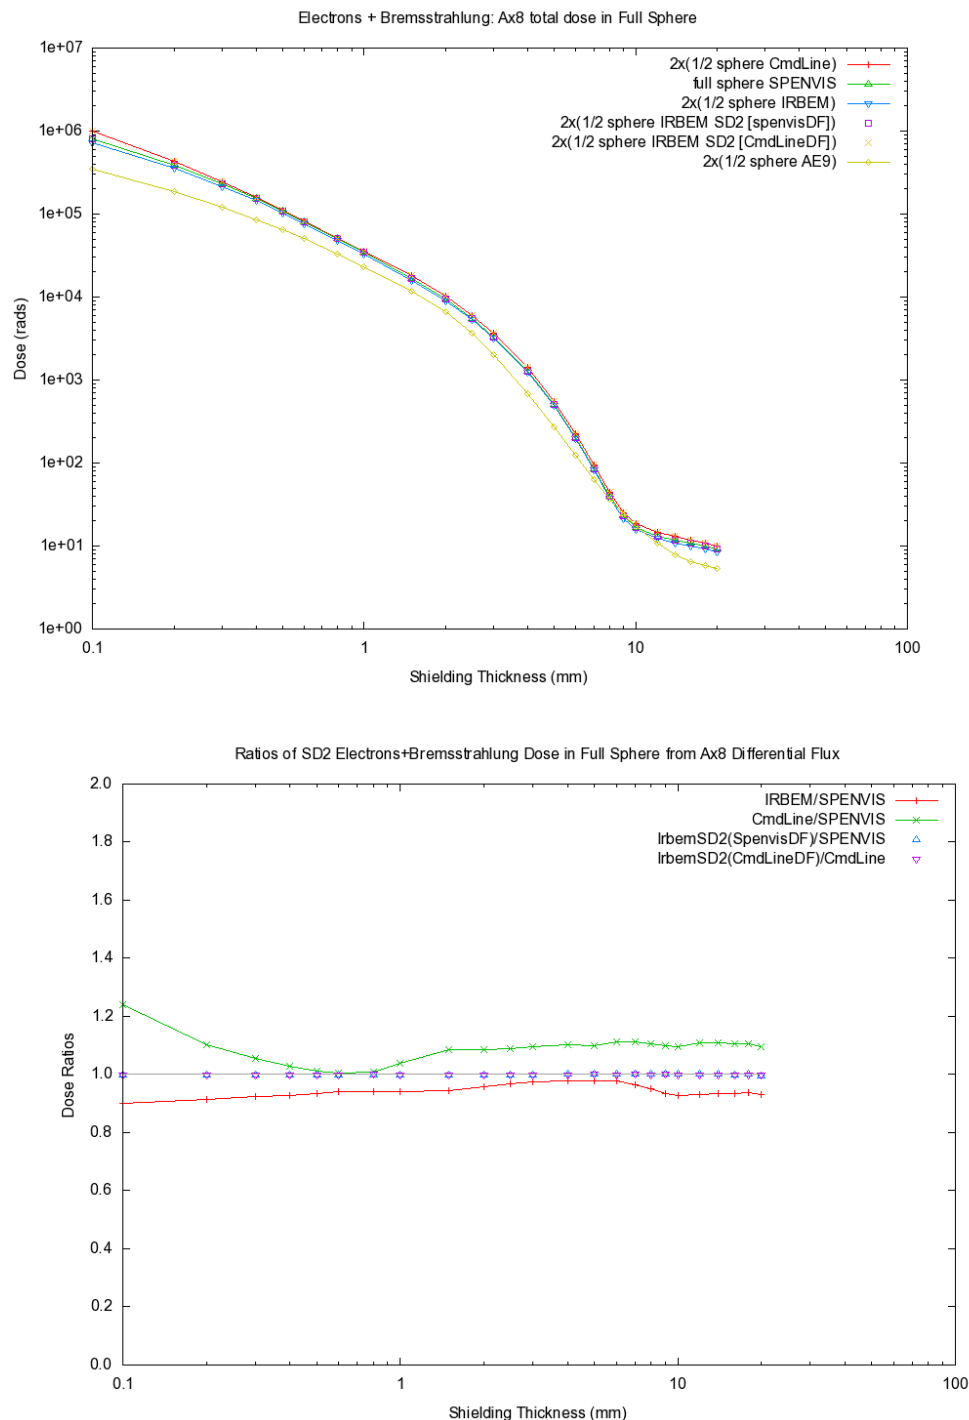 Electrons + Bremsstrahlung: Ax8 total dose in Full Sphere
1e+07
1e+06
1e+05
1e+04
1e+03
1e+02
1e+01
1e+00
Dose (rads)
2x(1/2 sphere CmdLine)
full sphere SPENVIS
2x(1/2 sphere IRBEM)
2x(1/2 sphere IRBEM SD2 [spenvisDF])
2x(1/2 sphere IRBEM SD2 [CmdLineDF])
2x(1/2 sphere AE9)
0.1 1 10 100
Shielding Thickness (mm)
Ratios of SD2 Electrons+Bremsstrahlung Dose in Full Sphere from Ax8 Differential Flux
2.0
1.8
1.6
1.4
1.2
1.0
0.8
0.6
0.4
0.2
0.0
Dose Ratios
IRBEM/SPENVIS
CmdLine/SPENVIS
IrbemSD2(SpenvisDF)/SPENVIS
IrbemSD2(CmdLineDF)/CmdLine
0.1 1 10 100
Shielding Thickness (mm)